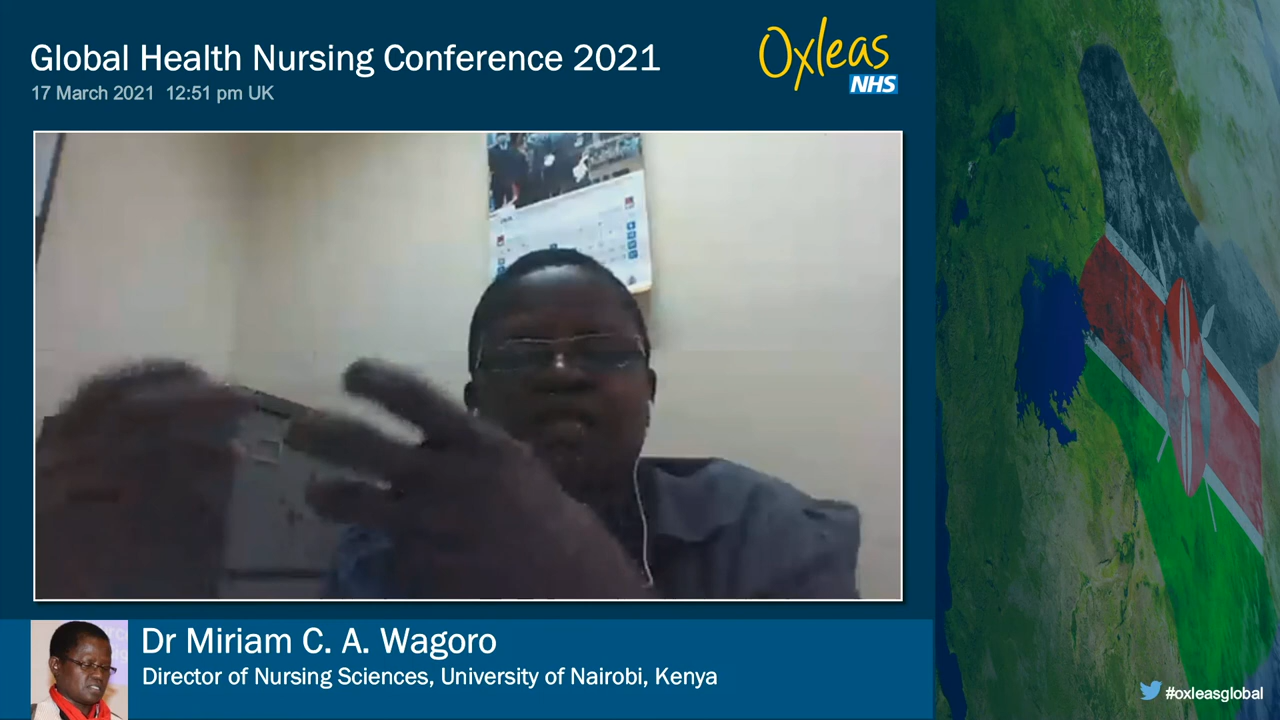 Global Health Nursing Conference 2021
17 March 2021 12:51 pm UK
Oxleas
NHS
Dr Miriam C. A. Wagoro
Director of Nursing Sciences, University of Nairobi, Kenya
#oxleasglobal